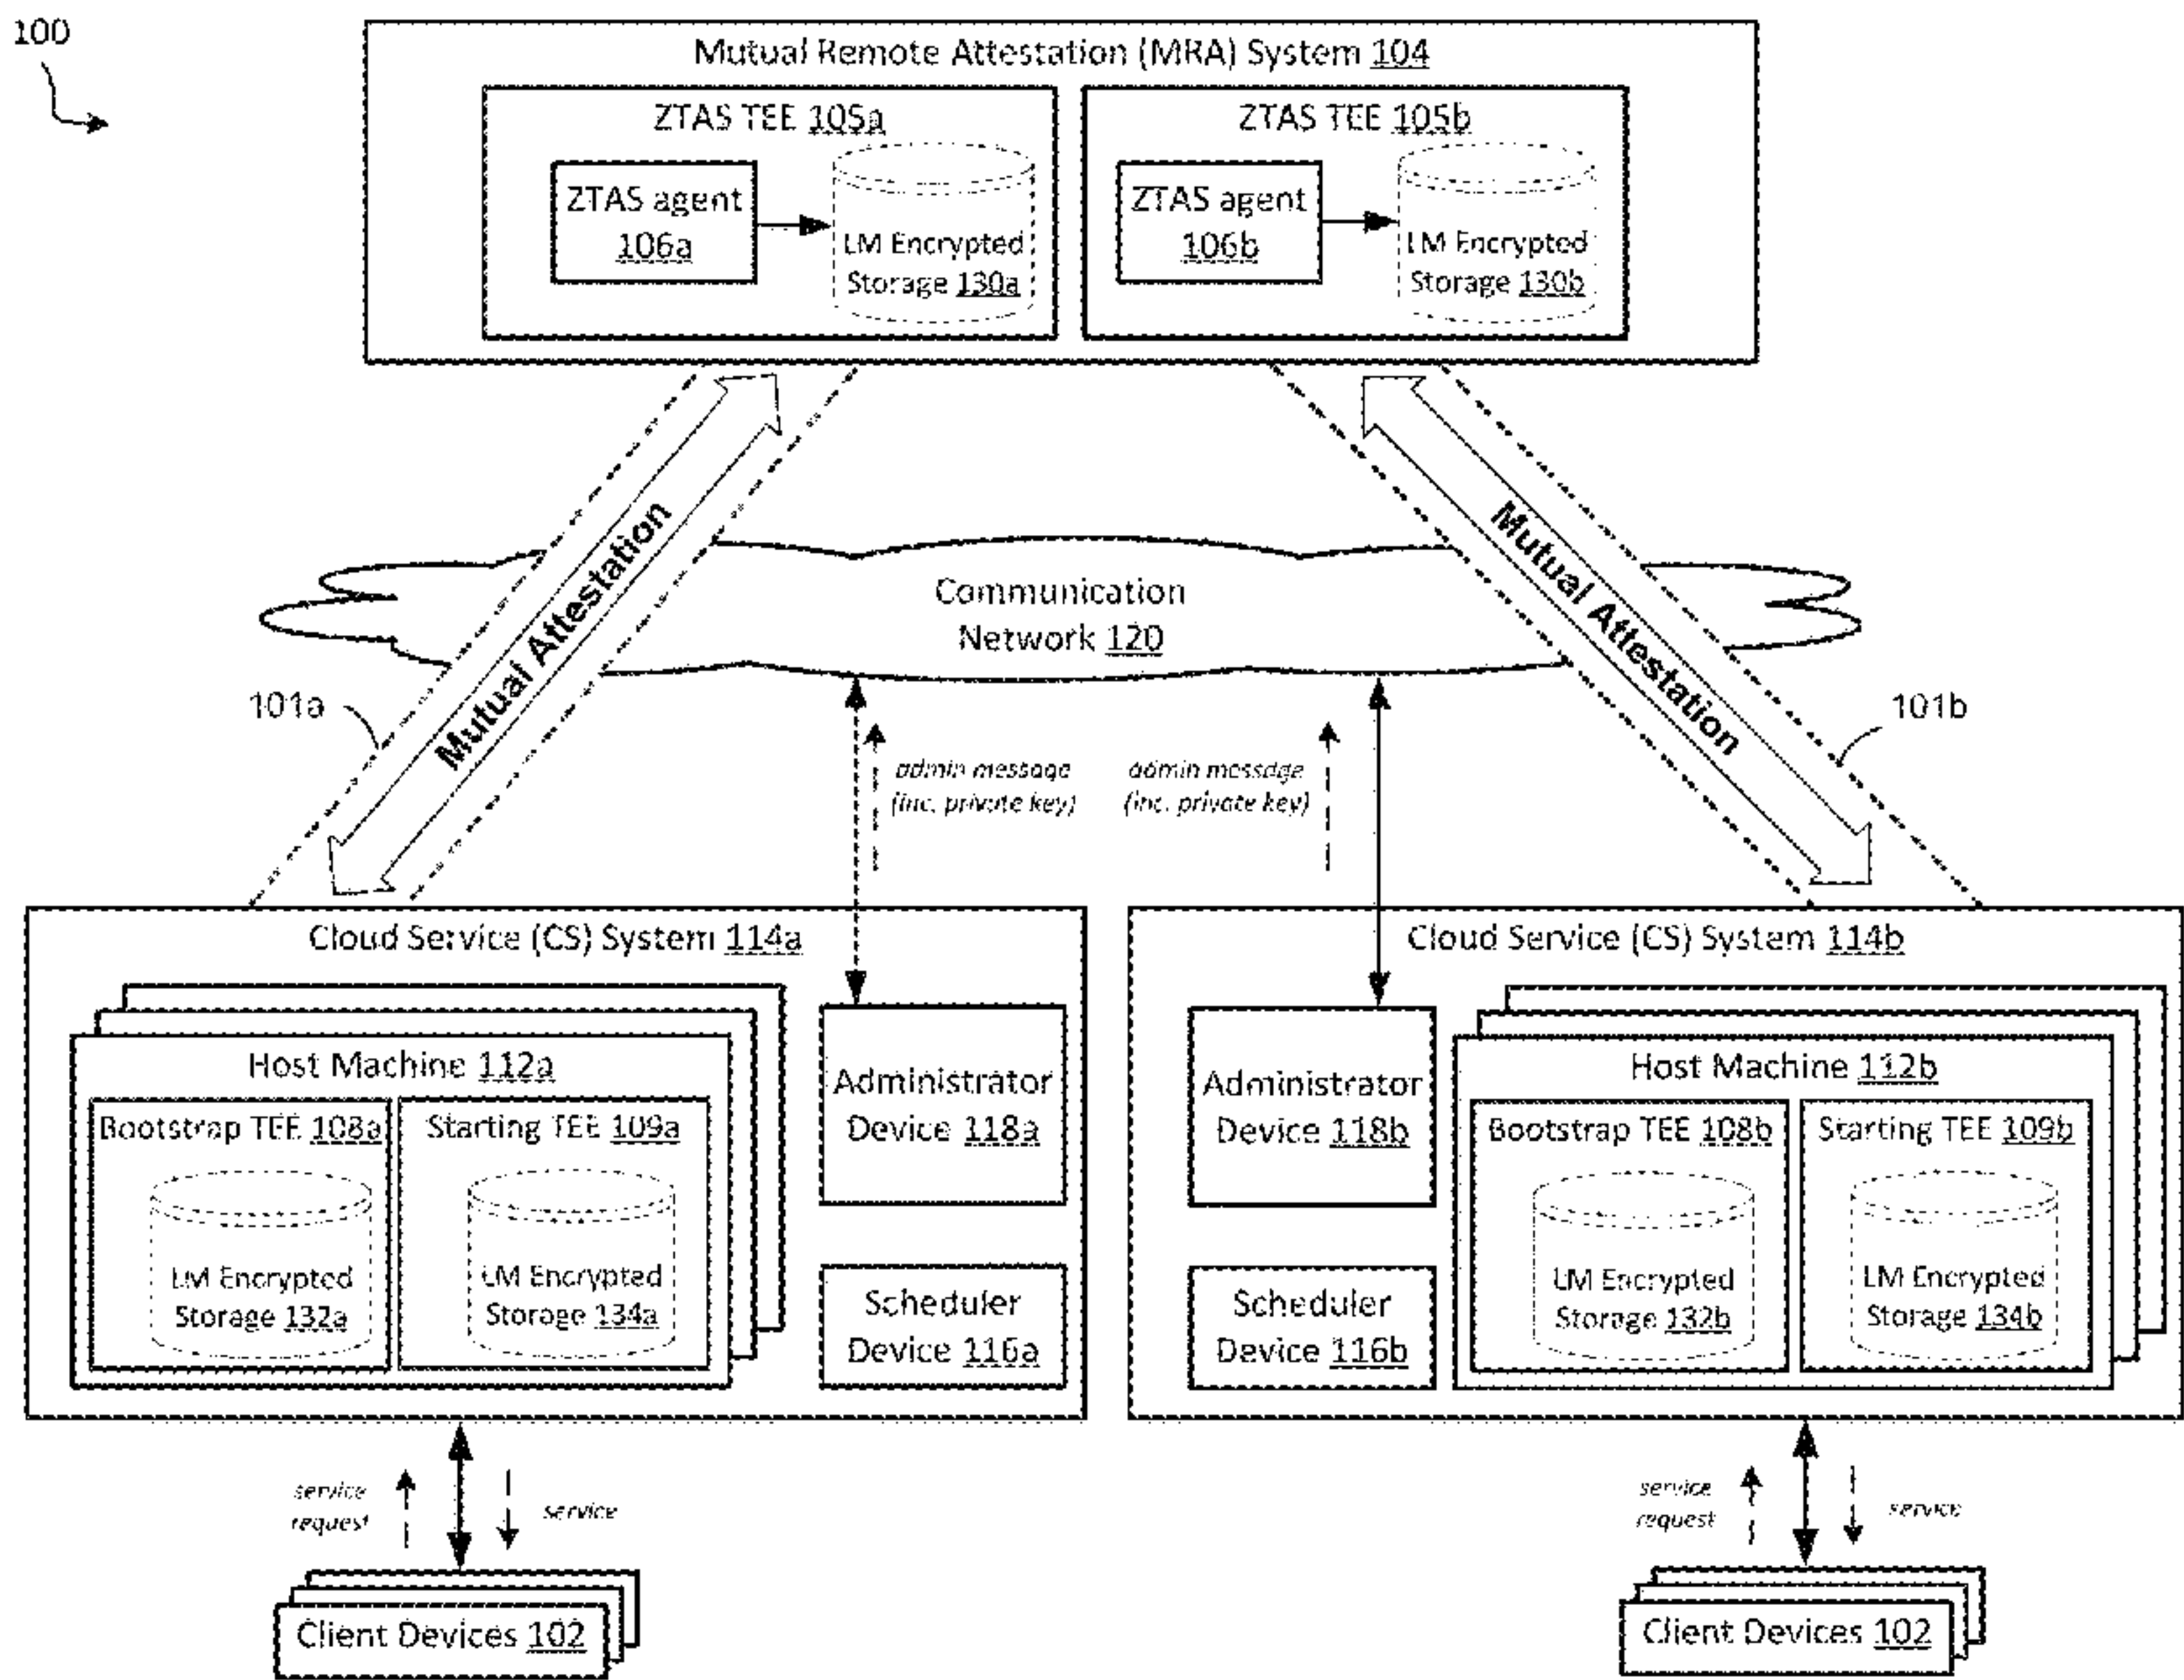 100
Mutual Remote Attestation (MRA) System 104
ZTAS TEE 105a
ZTAS agent
106a
LM Encrypted
Storage 130a
ZTAS TEE 105b
ZTAS agent
106b
LM Encrypted
Storage 130b
Mutual Attestation
Mutual Attestation
Communication
Network 120
101a
101b
admin message
(inc. private key)
admin message
(inc. private key)
Cloud Service (CS) System 114a
Host Machine 112a
Bootstrap TEE 108a
LM Encrypted
Storage 132a
Starting TEE 109a
LM Encrypted
Storage 134a
Administrator
Device 118a
Scheduler
Device 116a
Cloud Service (CS) System 114b
Administrator
Device 118b
Scheduler
Device 116b
Host Machine 112b
Bootstrap TEE 108b
LM Encrypted
Storage 132b
Starting TEE 109b
LM Encrypted
Storage 134b
service
request
service
Client Devices 102
service
request
service
Client Devices 102